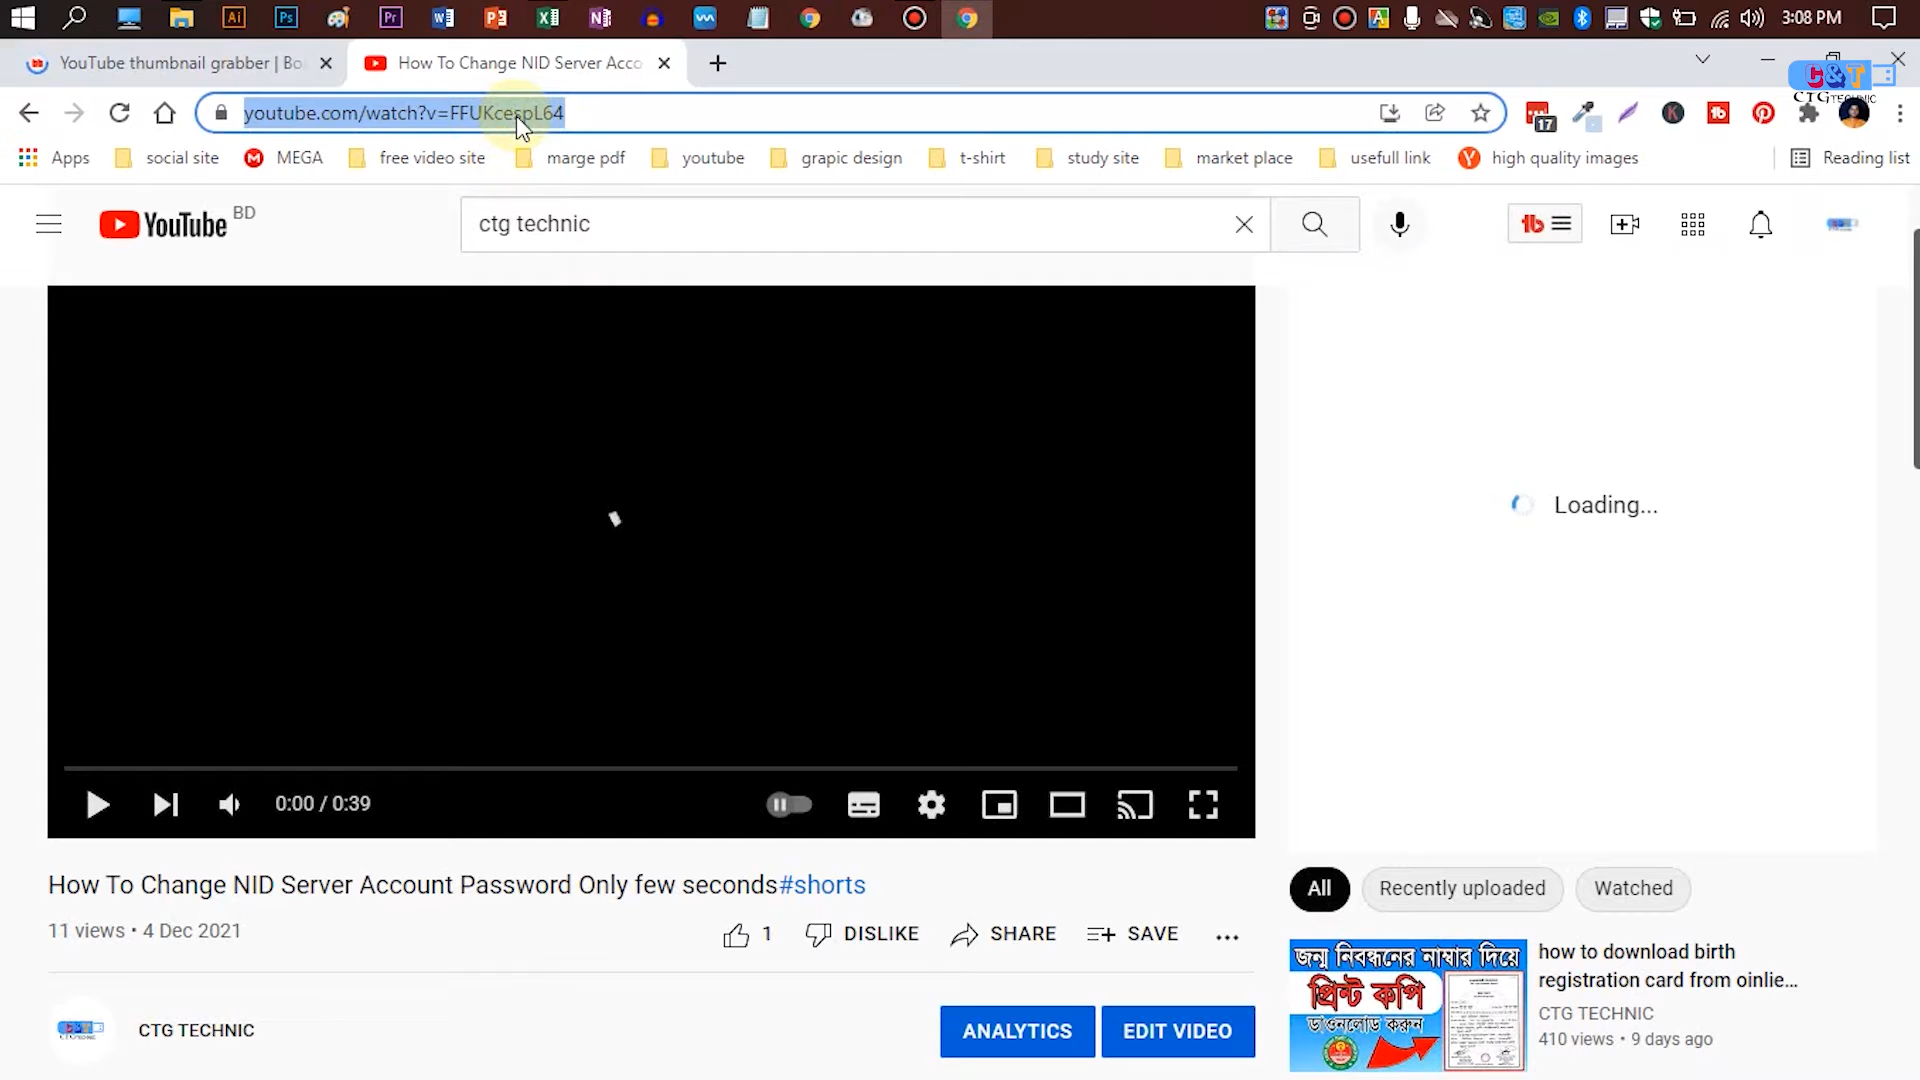 3:08 PM
YouTube thumbnail grabber | Bo
How To Change NID Server Acco
C&T
CTG TECHNIC
youtube.com/watch?v=FFUKcespL64
17
Apps
social site
MEGA
free video site
marge pdf
youtube
grapic design
t-shirt
study site
market place
usefull link
high quality images
Reading list
YouTube BD
ctg technic
Loading...
0:00 / 0:39
How To Change NID Server Account Password Only few seconds#shorts
11 views • 4 Dec 2021
1
DISLIKE
SHARE
SAVE
All
Recently uploaded
Watched
CTG TECHNIC
ANALYTICS
EDIT VIDEO
জন্ম নিবন্ধনের নাম্বার দিয়ে
প্রিন্ট কপি
ডাওনলোড করুন
how to download birth
registration card from oinlie...
CTG TECHNIC
410 views • 9 days ago